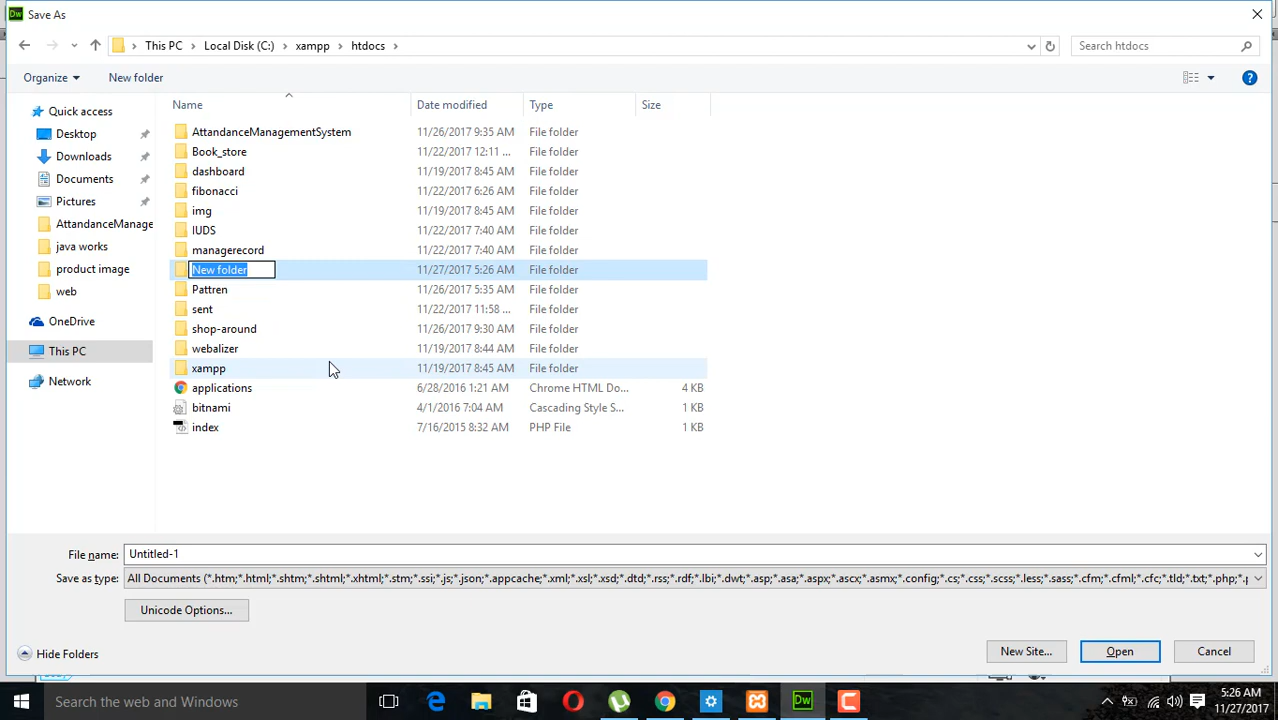 Dw Save As
This PC Local Disk (C:) xampp htdocs
Search htdocs
Organize New folder
Name Date modified Type Size
Quick access
Desktop
Downloads
Documents
Pictures
AttandanceManage
java works
product image
web
OneDrive
This PC
Network
AttandanceManagementSystem 11/26/2017 9:35 AM File folder
Book_store 11/22/2017 12:11 ... File folder
dashboard 11/19/2017 8:45 AM File folder
fibonacci 11/22/2017 6:26 AM File folder
img 11/19/2017 8:45 AM File folder
IUDS 11/22/2017 7:40 AM File folder
managerecord 11/22/2017 7:40 AM File folder
New folder 11/27/2017 5:26 AM File folder
Pattren 11/26/2017 5:35 AM File folder
sent 11/22/2017 11:58 ... File folder
shop-around 11/26/2017 9:30 AM File folder
webalizer 11/19/2017 8:44 AM File folder
xampp 11/19/2017 8:45 AM File folder
applications 6/28/2016 1:21 AM Chrome HTML Do... 4 KB
bitnami 4/1/2016 7:04 AM Cascading Style S... 1 KB
index 7/16/2015 8:32 AM PHP File 1 KB
File name: Untitled-1
Save as type: All Documents (*.htm;*.html;*.shtm;*.shtml;*.xhtml;*.stm;*.ssi;*.js;*.json;*.appcache;*.xml;*.xsl;*.xsd;*.dtd;*.rss;*.rdf;*.lbi;*.dwt;*.asp;*.asa;*.aspx;*.ascx;*.asmx;*.config;*.cs;*.css;*.scss;*.less;*.sass;*.cfm;*.cfml;*.cfc;*.tld;*.txt;*.php;*.
Unicode Options...
Hide Folders
New Site... Open Cancel
Search the web and Windows
Dw
5:26 AM
11/27/2017